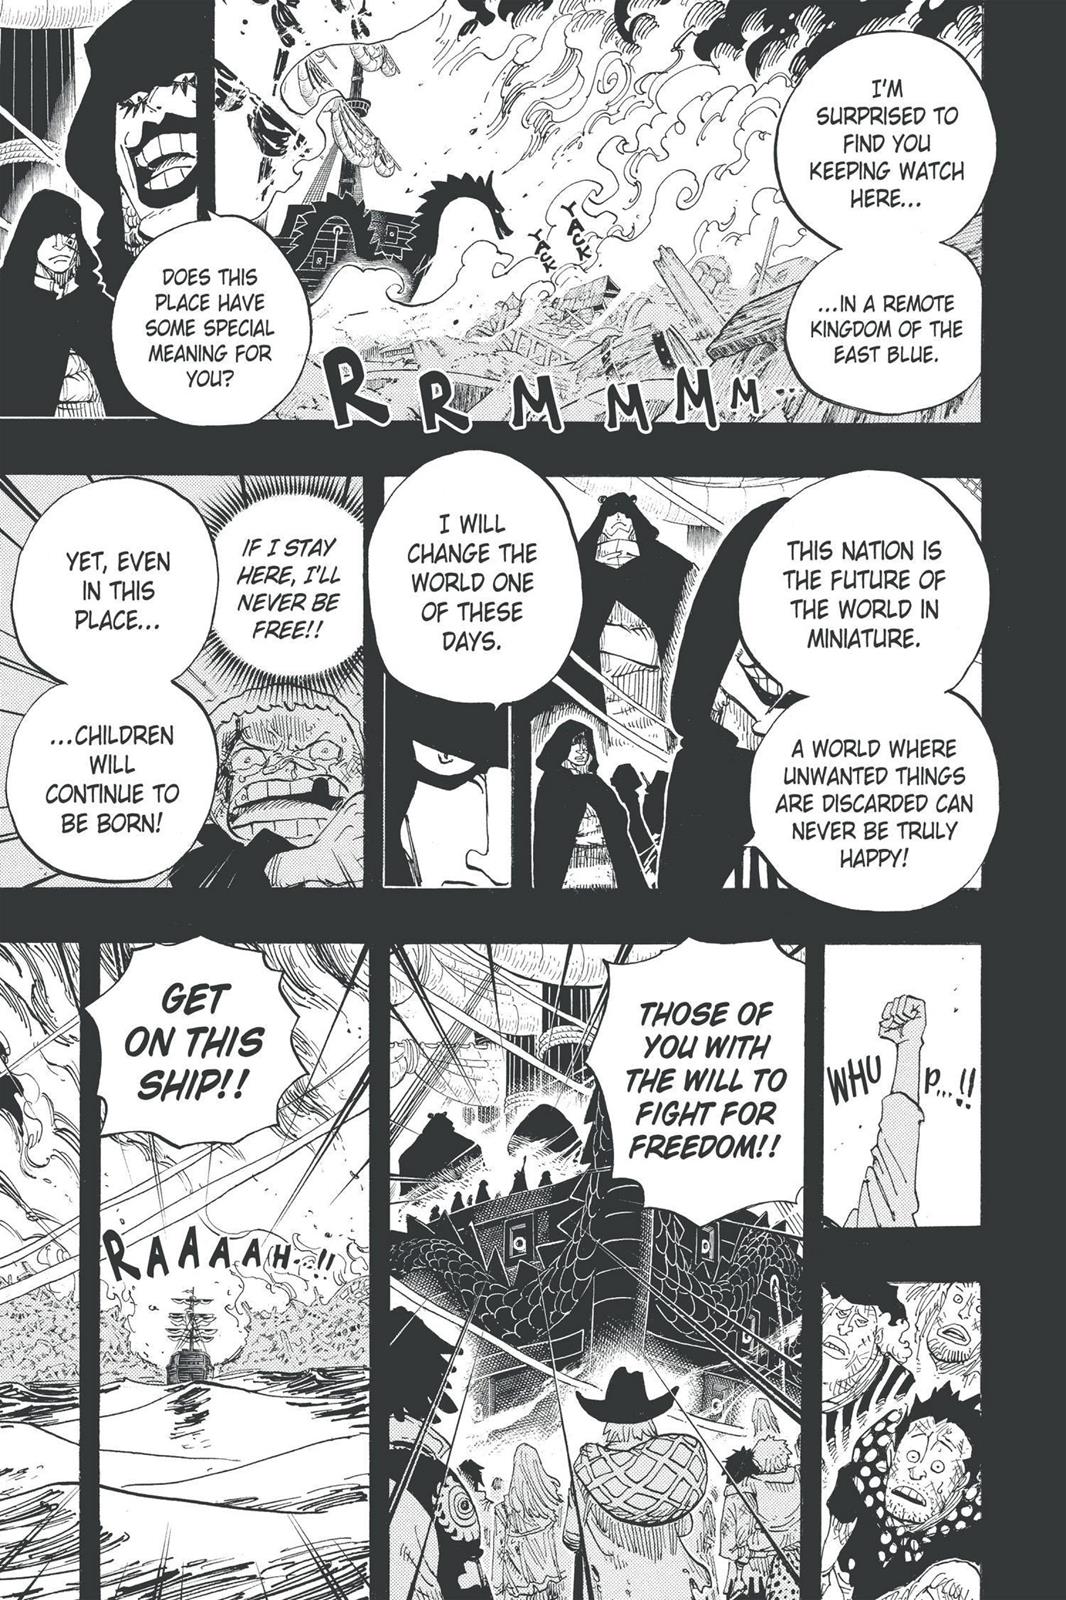 I'M
SURPRISED TO
FIND YOU
KEEPING WATCH
HERE...
...IN A REMOTE
KINGDOM OF THE
EAST BLUE.
YACK
YACK
RRMMMM...
DOES THIS
PLACE HAVE
SOME SPECIAL
MEANING FOR
YOU?
THIS NATION IS
THE FUTURE OF
THE WORLD IN
MINIATURE.
A WORLD WHERE
UNWANTED THINGS
ARE DISCARDED CAN
NEVER BE TRULY
HAPPY!
I WILL
CHANGE THE
WORLD ONE
OF THESE
DAYS.
IF I STAY
HERE, I'LL
NEVER BE
FREE!!
YET, EVEN
IN THIS
PLACE...
...CHILDREN
WILL
CONTINUE TO
BE BORN!
WHUP...!!
THOSE OF
YOU WITH
THE WILL TO
FIGHT FOR
FREEDOM!!
GET
ON THIS
SHIP!!
RAAAAH...!!